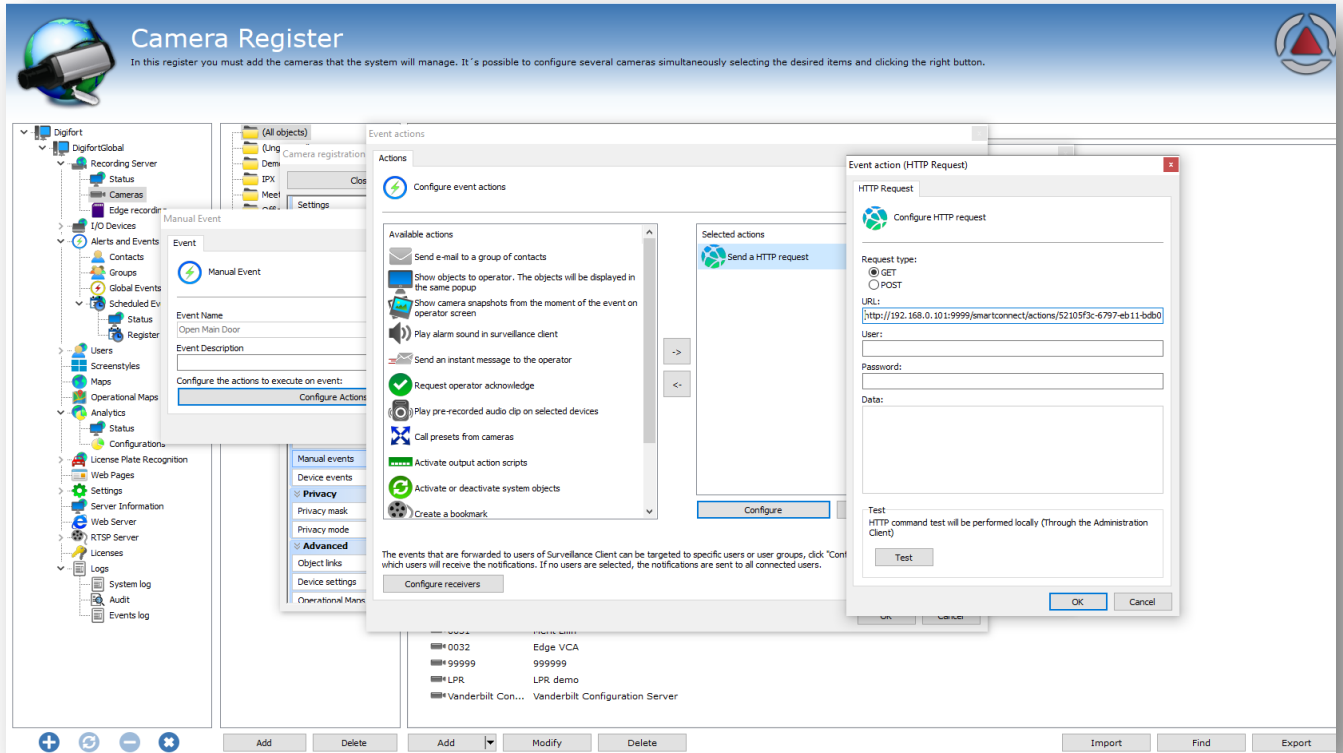 Camera Register
In this register you must add the cameras that the system will manage. It´s possible to configure several cameras simultaneously selecting the desired items and clicking the right button.
Digifort
DigifortGlobal
Recording Server
Status
Cameras
Edge recording
I/O Devices
Alerts and Events
Contacts
Groups
Global Events
Scheduled Ev
Status
Register
Users
Screenstyles
Maps
Operational Maps
Analytics
Status
Configurations
License Plate Recognition
Web Pages
Settings
Server Information
Web Server
RTSP Server
Licenses
Logs
System log
Audit
Events log
(All objects)
(Ung
Dem
IPX
Meet
Camera registration
Clos
Settings
Manual events
Device events
Privacy
Privacy mask
Privacy mode
Advanced
Object links
Device settings
Operational Maps
Manual Event
Event
Manual Event
Event Name
Open Main Door
Event Description
Configure the actions to execute on event:
Configure Actions
Event actions
Actions
Configure event actions
Available actions
Send e-mail to a group of contacts
Show objects to operator. The objects will be displayed in
the same popup
Show camera snapshots from the moment of the event on
operator screen
Play alarm sound in surveillance client
Send an instant message to the operator
Request operator acknowledge
Play pre-recorded audio clip on selected devices
Call presets from cameras
Activate output action scripts
Activate or deactivate system objects
Create a bookmark
->
<-
Selected actions
Send a HTTP request
Configure
The events that are forwarded to users of Surveillance Client can be targeted to specific users or user groups, click "Conf
which users will receive the notifications. If no users are selected, the notifications are sent to all connected users.
Configure receivers
OK
Cancel
Event action (HTTP Request)
x
HTTP Request
Configure HTTP request
Request type:
GET
POST
URL:
http://192.168.0.101:9999/smartconnect/actions/52105f3c-6797-eb11-bdb0
User:
Password:
Data:
Test
HTTP command test will be performed locally (Through the Administration
Client)
Test
OK
Cancel
0032
Edge VCA
99999
999999
LPR
LPR demo
Vanderbilt Con...
Vanderbilt Configuration Server
Add
Delete
Add
Modify
Delete
Import
Find
Export